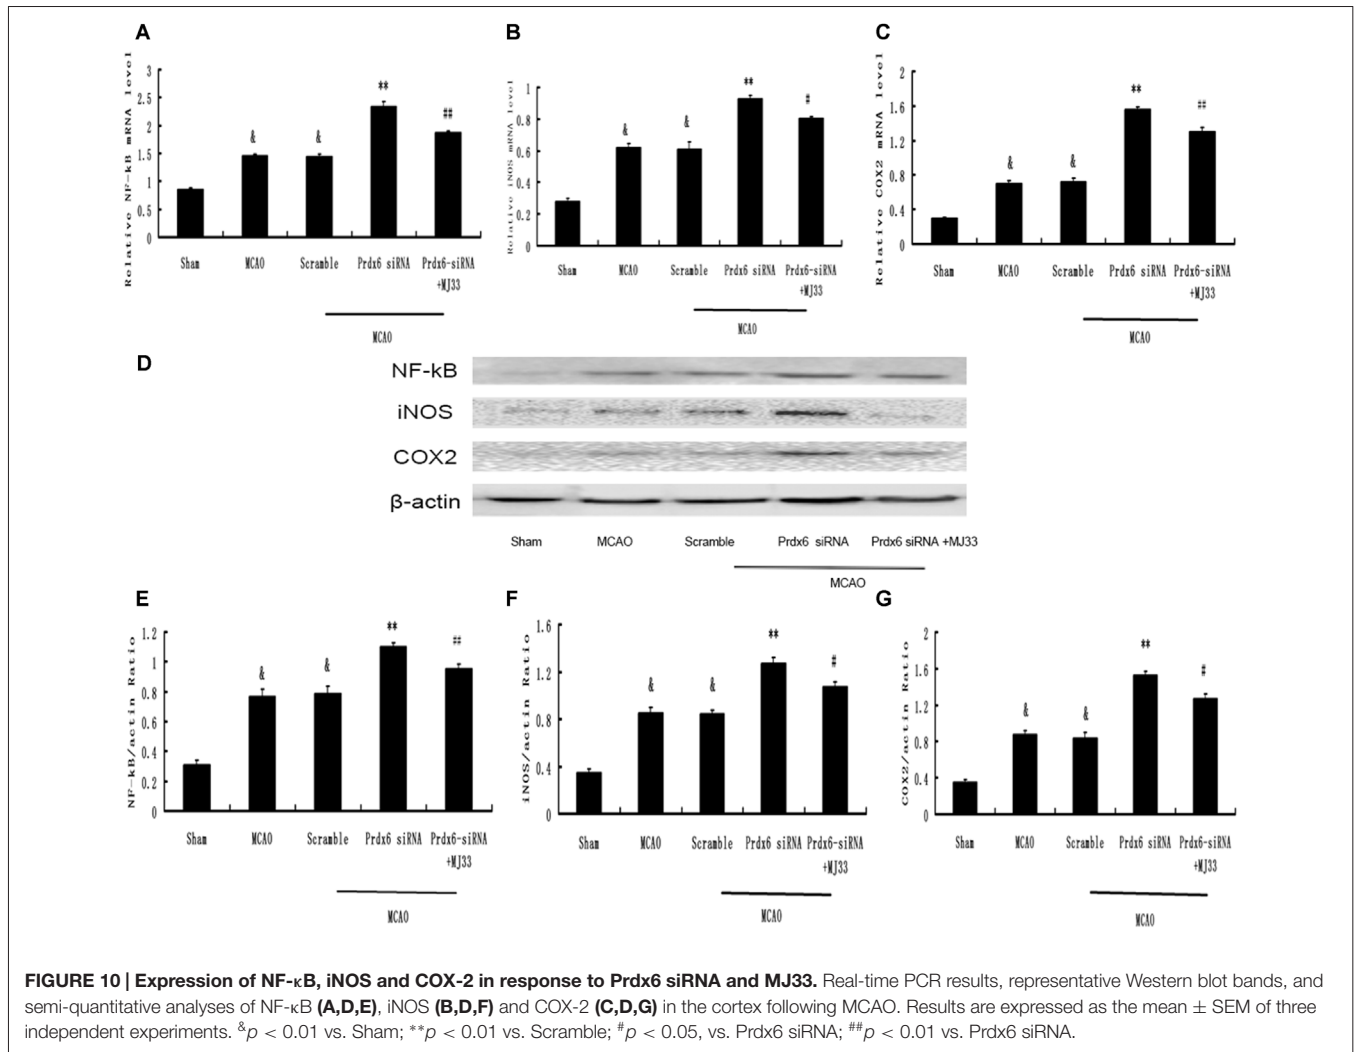 A
Relative NF-kB mRNA level
3
2.5
2
1.5
1
0.5
0
&
&
**
##
Sham
MCAO
Scramble
Prdx6 siRNA
Prdx6-siRNA
+MJ33
MCAO
B
Relative iNOS mRNA level
1
0.8
0.6
0.4
0.2
0
&
&
**
#
Sham
MCAO
Scramble
Prdx6 siRNA
Prdx6-siRNA
+MJ33
MCAO
C
Relative COX2 mRNA level
2
1.6
1.2
0.8
0.4
0
&
&
**
##
Sham
MCAO
Scramble
Prdx6 siRNA
Prdx6-siRNA
+MJ33
MCAO
D
NF-kB
iNOS
COX2
β-actin
Sham MCAO Scramble Prdx6 siRNA Prdx6 siRNA +MJ33
MCAO
E
NF-kB/actin Ratio
1.2
1
0.8
0.6
0.4
0.2
0
&
&
**
##
Sham
MCAO
Scramble
Prdx6 siRNA
Prdx6-siRNA
+MJ33
MCAO
F
iNOS/actin Ratio
1.6
1.2
0.8
0.4
0
&
&
**
#
Sham
MCAO
Scramble
Prdx6 siRNA
Prdx6-siRNA
+MJ33
MCAO
G
COX2/actin Ratio
2
1.6
1.2
0.8
0.4
0
&
&
**
#
Sham
MCAO
Scramble
Prdx6 siRNA
Prdx6-siRNA
+MJ33
MCAO
FIGURE 10 | Expression of NF-κB, iNOS and COX-2 in response to Prdx6 siRNA and MJ33. Real-time PCR results, representative Western blot bands, and
semi-quantitative analyses of NF-κB (A,D,E), iNOS (B,D,F) and COX-2 (C,D,G) in the cortex following MCAO. Results are expressed as the mean ± SEM of three
independent experiments. &p < 0.01 vs. Sham; **p < 0.01 vs. Scramble; #p < 0.05, vs. Prdx6 siRNA; ##p < 0.01 vs. Prdx6 siRNA.